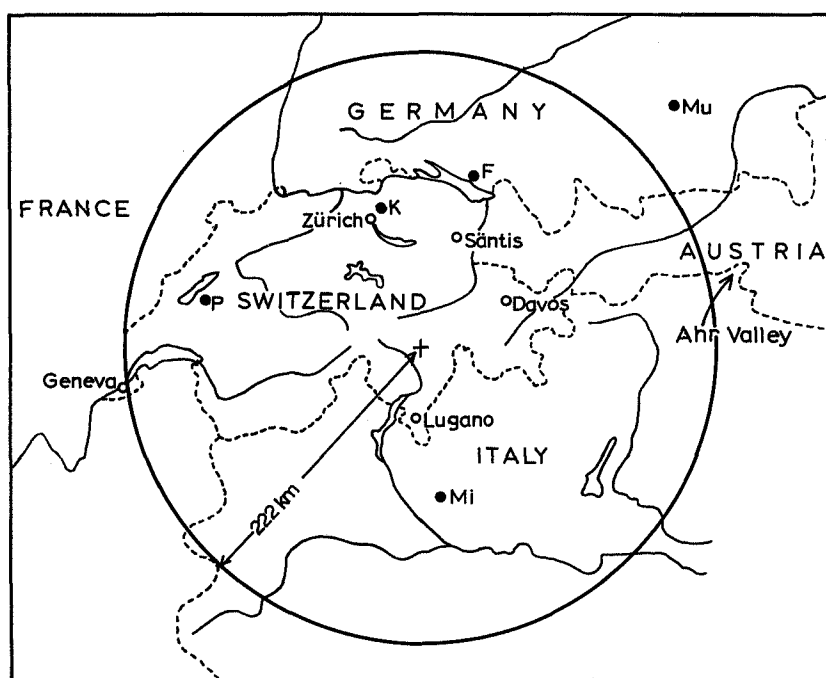 GERMANY
Mu
F
FRANCE
K
Zürich
Säntis
AUSTRIA
P
SWITZERLAND
Davos
Ahr Valley
Geneva
Lugano
ITALY
Mi
222 km